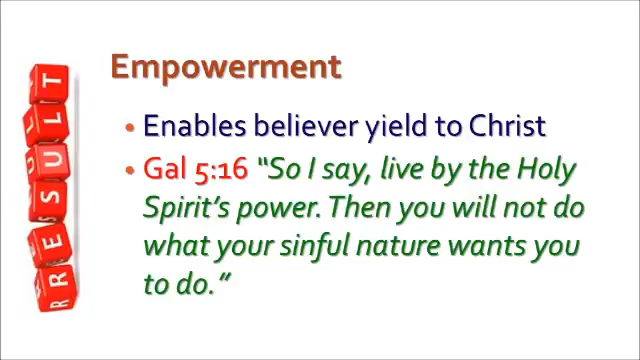 Empowerment
• Enables believer yield to Christ
• Gal 5:16 “So I say, live by the Holy
Spirit’s power. Then you will not do
what your sinful nature wants you
to do.”
RESULT